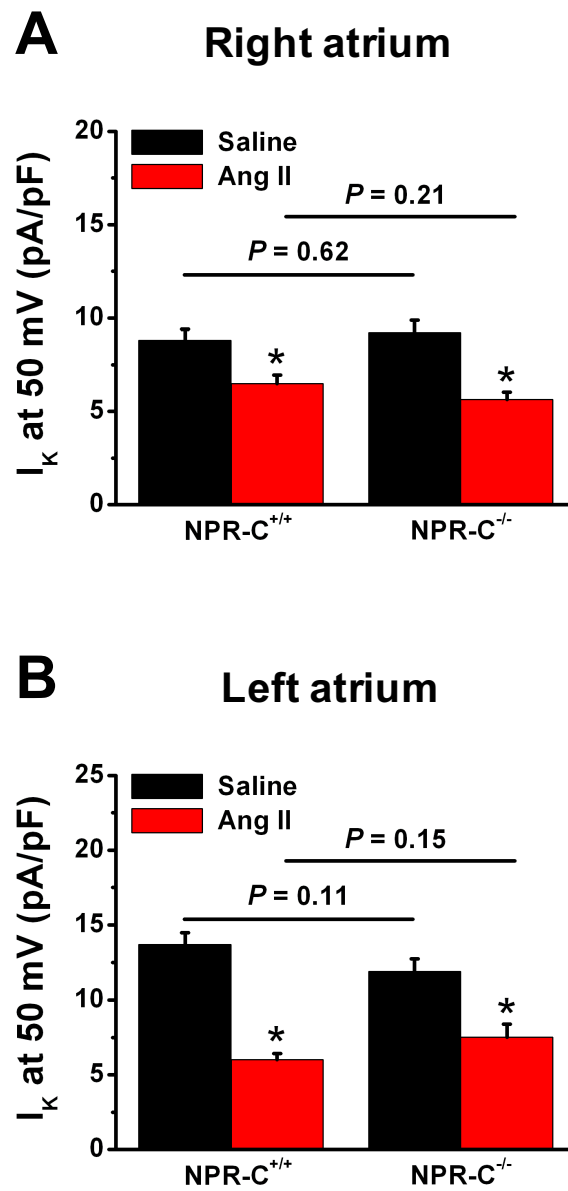 A
Right atrium
20
15
10
5
0
I_K at 50 mV (pA/pF)
Saline
Ang II
P = 0.21
P = 0.62
*
*
NPR-C^+/+ NPR-C^-/-
B
Left atrium
25
20
15
10
5
0
I_K at 50 mV (pA/pF)
Saline
Ang II
P = 0.15
P = 0.11
*
*
NPR-C^+/+ NPR-C^-/-